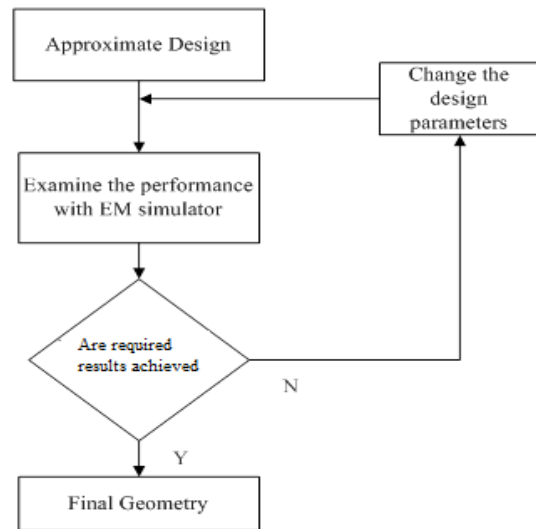 Approximate Design
Change the
design
parameters
Examine the performance
with EM simulator
Are required
results achieved
N
Y
Final Geometry